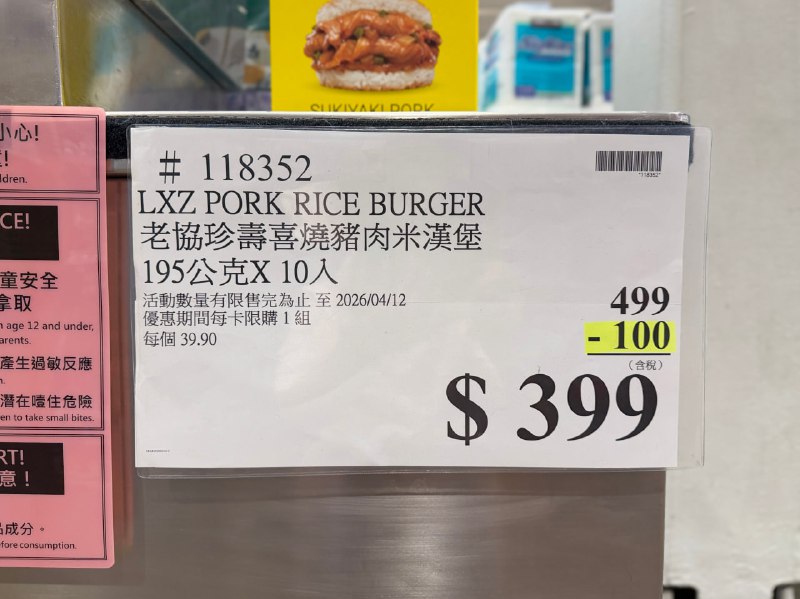 SUKIYAKI PORK
小心!
!
ldren.
CE!
童安全
拿取
n age 12 and under,
arents.
產生過敏反應
n.
潛在噎住危險
en to take small bites.
RT!
意！
品成分。
efore consumption.
# 118352
"118352"
LXZ PORK RICE BURGER
老協珍壽喜燒豬肉米漢堡
195公克X 10入
活動數量有限售完為止 至 2026/04/12
優惠期間每卡限購 1 組
每個 39.90
499
- 100
(含稅)
$ 399